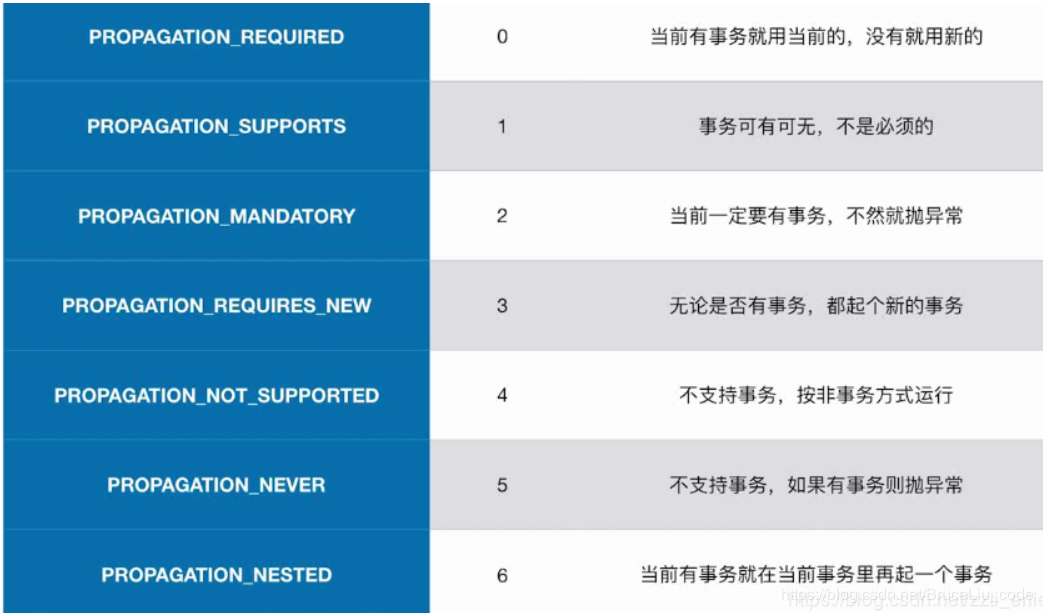 PROPAGATION_REQUIRED 0 当前有事务就用当前的，没有就用新的
PROPAGATION_SUPPORTS 1 事务可有可无，不是必须的
PROPAGATION_MANDATORY 2 当前一定要有事务，不然就抛异常
PROPAGATION_REQUIRES_NEW 3 无论是否有事务，都起个新的事务
PROPAGATION_NOT_SUPPORTED 4 不支持事务，按非事务方式运行
PROPAGATION_NEVER 5 不支持事务，如果有事务则抛异常
PROPAGATION_NESTED 6 当前有事务就在当前事务里再起一个事务
https://blog.csdn.net/BruceLiu_code